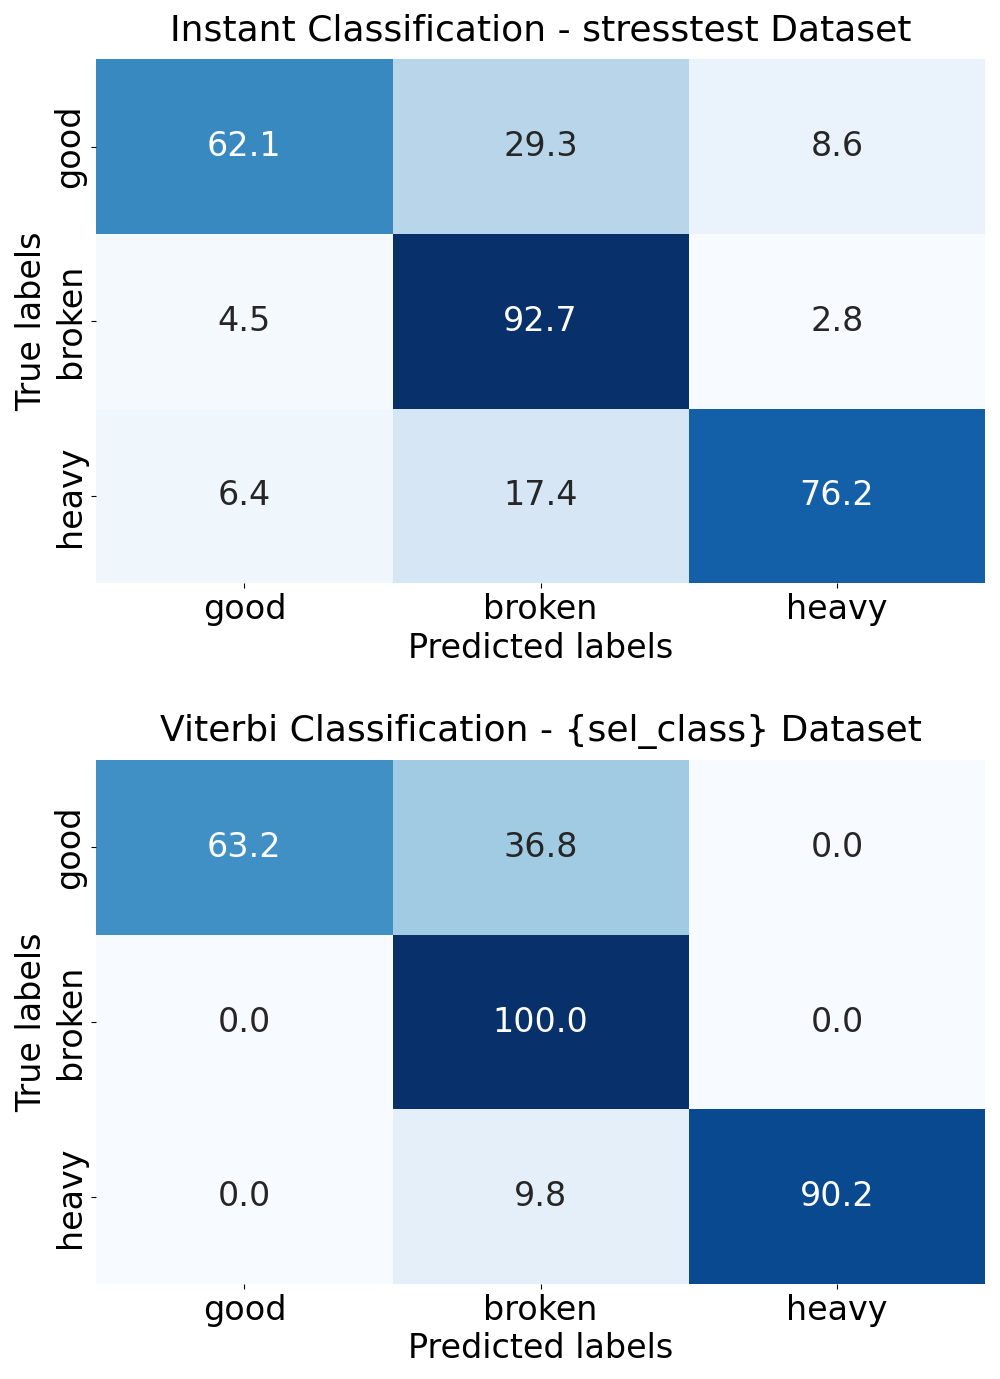 Instant Classification - stresstest Dataset
True labels
good
62.1 29.3 8.6
broken
4.5 92.7 2.8
heavy
6.4 17.4 76.2
good broken heavy
Predicted labels
Viterbi Classification - {sel_class} Dataset
True labels
good
63.2 36.8 0.0
broken
0.0 100.0 0.0
heavy
0.0 9.8 90.2
good broken heavy
Predicted labels